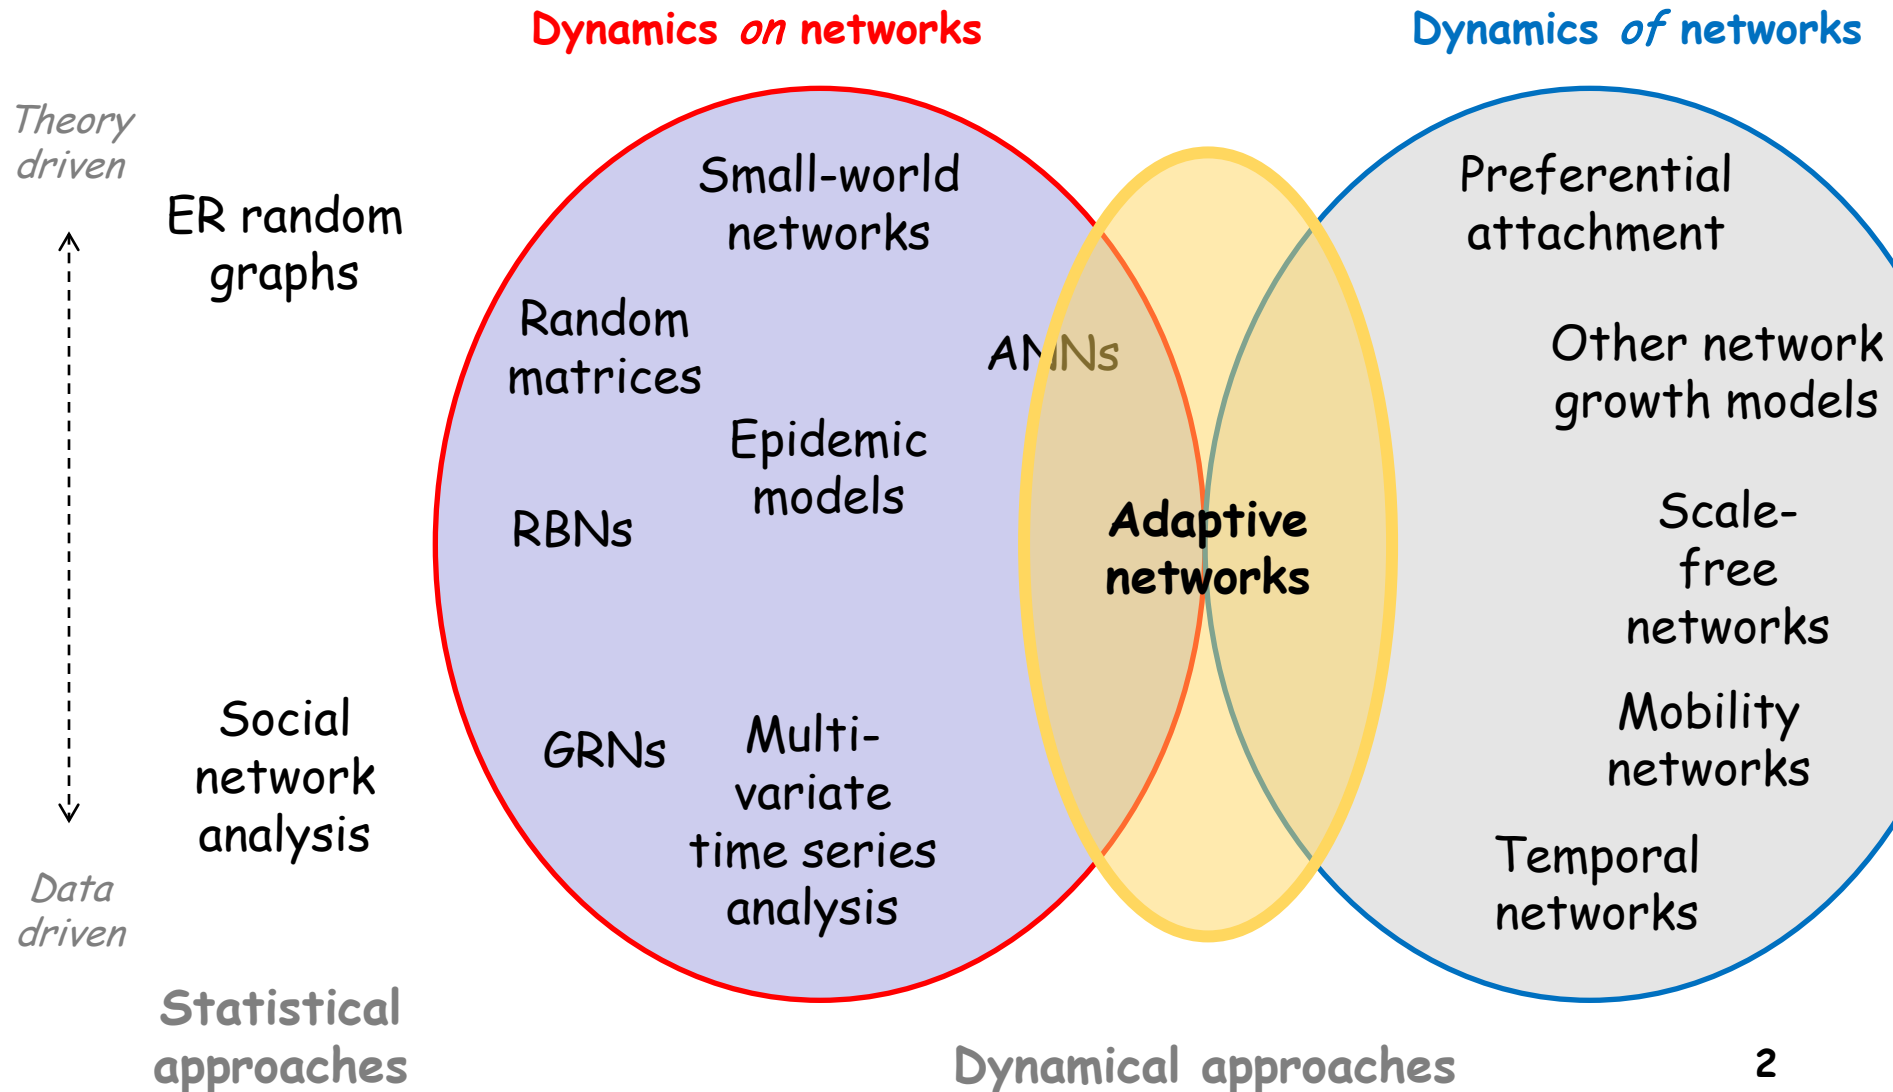 Dynamics on networks
Dynamics of networks
Theory
driven
ER random
graphs
Small-world
networks
Preferential
attachment
Random
matrices
ANNs
Other network
growth models
Epidemic
models
RBNs
Adaptive
networks
Scale-
free
networks
Social
network
analysis
GRNs
Multi-
variate
time series
analysis
Mobility
networks
Temporal
networks
Data
driven
Statistical
approaches
Dynamical approaches
2